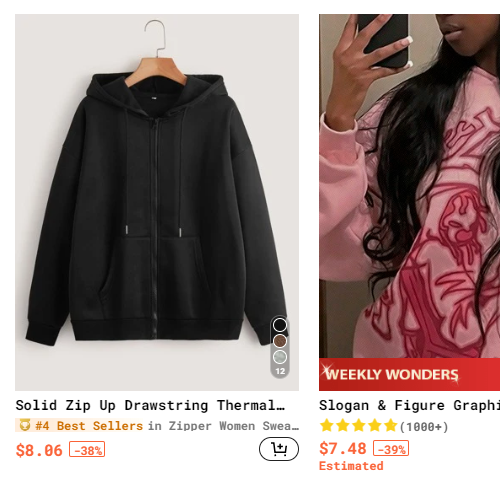 12
WEEKLY WONDERS
Solid Zip Up Drawstring Thermal…
#4 Best Sellers in Zipper Women Swea…
$8.06 -38%
Slogan & Figure Graphi
(1000+)
$7.48 -39%
Estimated